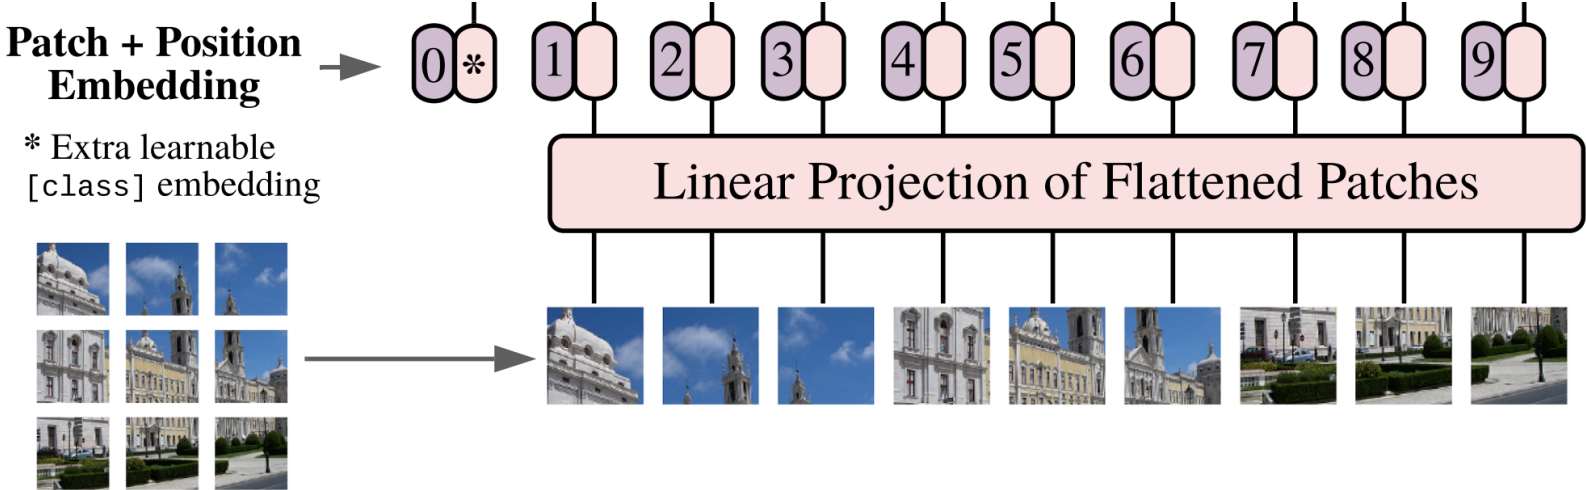 Patch + Position
Embedding
* Extra learnable
[class] embedding
0 * 1 2 3 4 5 6 7 8 9
Linear Projection of Flattened Patches